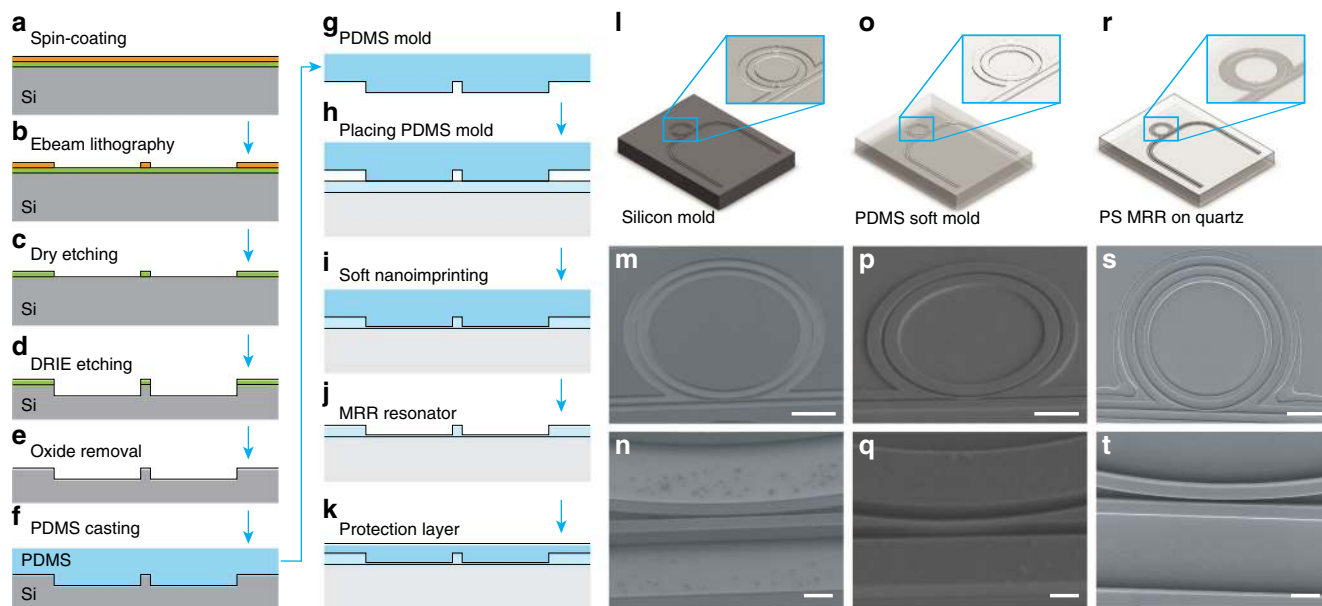 a
Spin-coating
Si
b
Ebeam lithography
Si
c
Dry etching
Si
d
DRIE etching
Si
e
Oxide removal
f
PDMS casting
PDMS
Si
g
PDMS mold
h
Placing PDMS mold
i
Soft nanoimprinting
j
MRR resonator
k
Protection layer
l
Silicon mold
m
n
o
PDMS soft mold
p
q
r
PS MRR on quartz
s
t